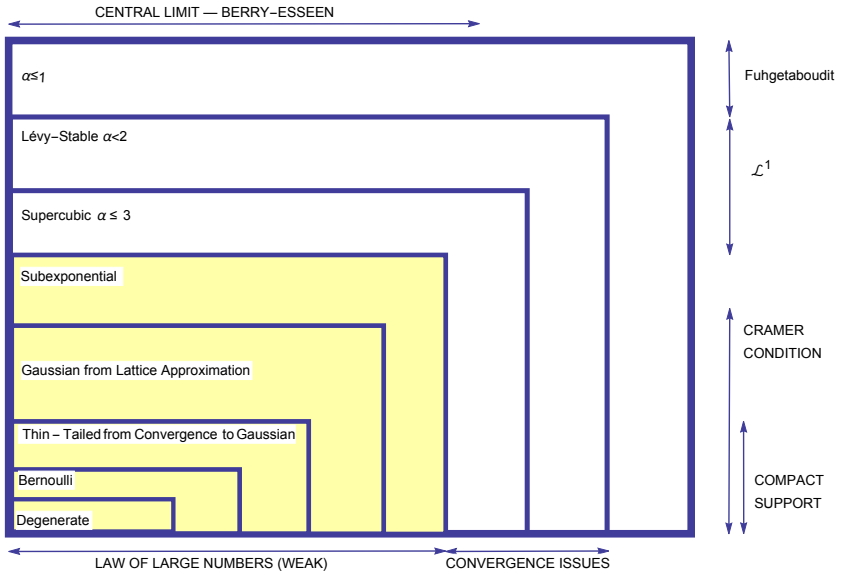 CENTRAL LIMIT — BERRY–ESSEEN
α≤1
Fuhgetaboudit
Lévy–Stable α<2
ℒ¹
Supercubic α ≤ 3
Subexponential
CRAMER
CONDITION
Gaussian from Lattice Approximation
Thin – Tailed from Convergence to Gaussian
Bernoulli
COMPACT
SUPPORT
Degenerate
LAW OF LARGE NUMBERS (WEAK)
CONVERGENCE ISSUES